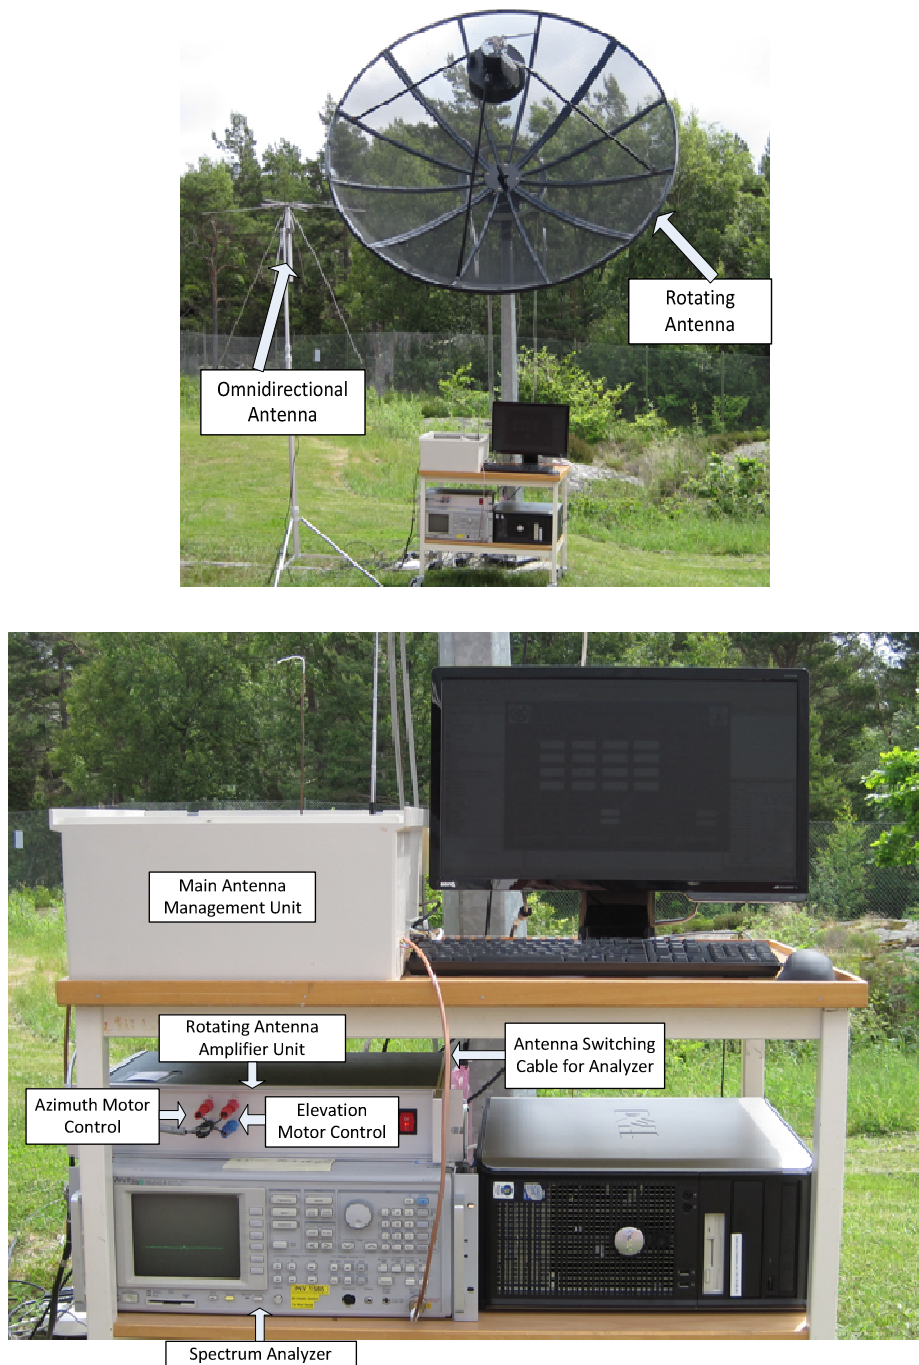 Rotating
Antenna
Omnidirectional
Antenna
Main Antenna
Management Unit
Rotating Antenna
Amplifier Unit
Antenna Switching
Cable for Analyzer
Azimuth Motor
Control
Elevation
Motor Control
Spectrum Analyzer